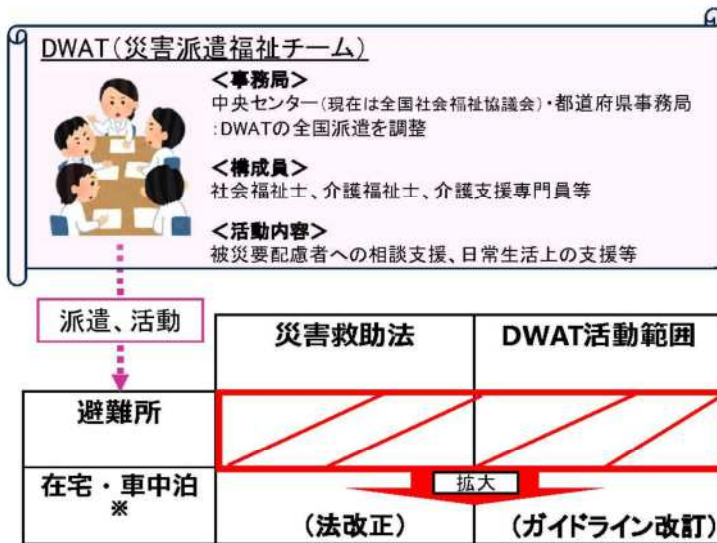 DWAT（災害派遣福祉チーム）
＜事務局＞
中央センター（現在は全国社会福祉協議会）・都道府県事務局
：DWATの全国派遣を調整
＜構成員＞
社会福祉士、介護福祉士、介護支援専門員等
＜活動内容＞
被災要配慮者への相談支援、日常生活上の支援等
派遣、活動
災害救助法
DWAT活動範囲
避難所
在宅・車中泊
※
拡大
（法改正）
（ガイドライン改訂）